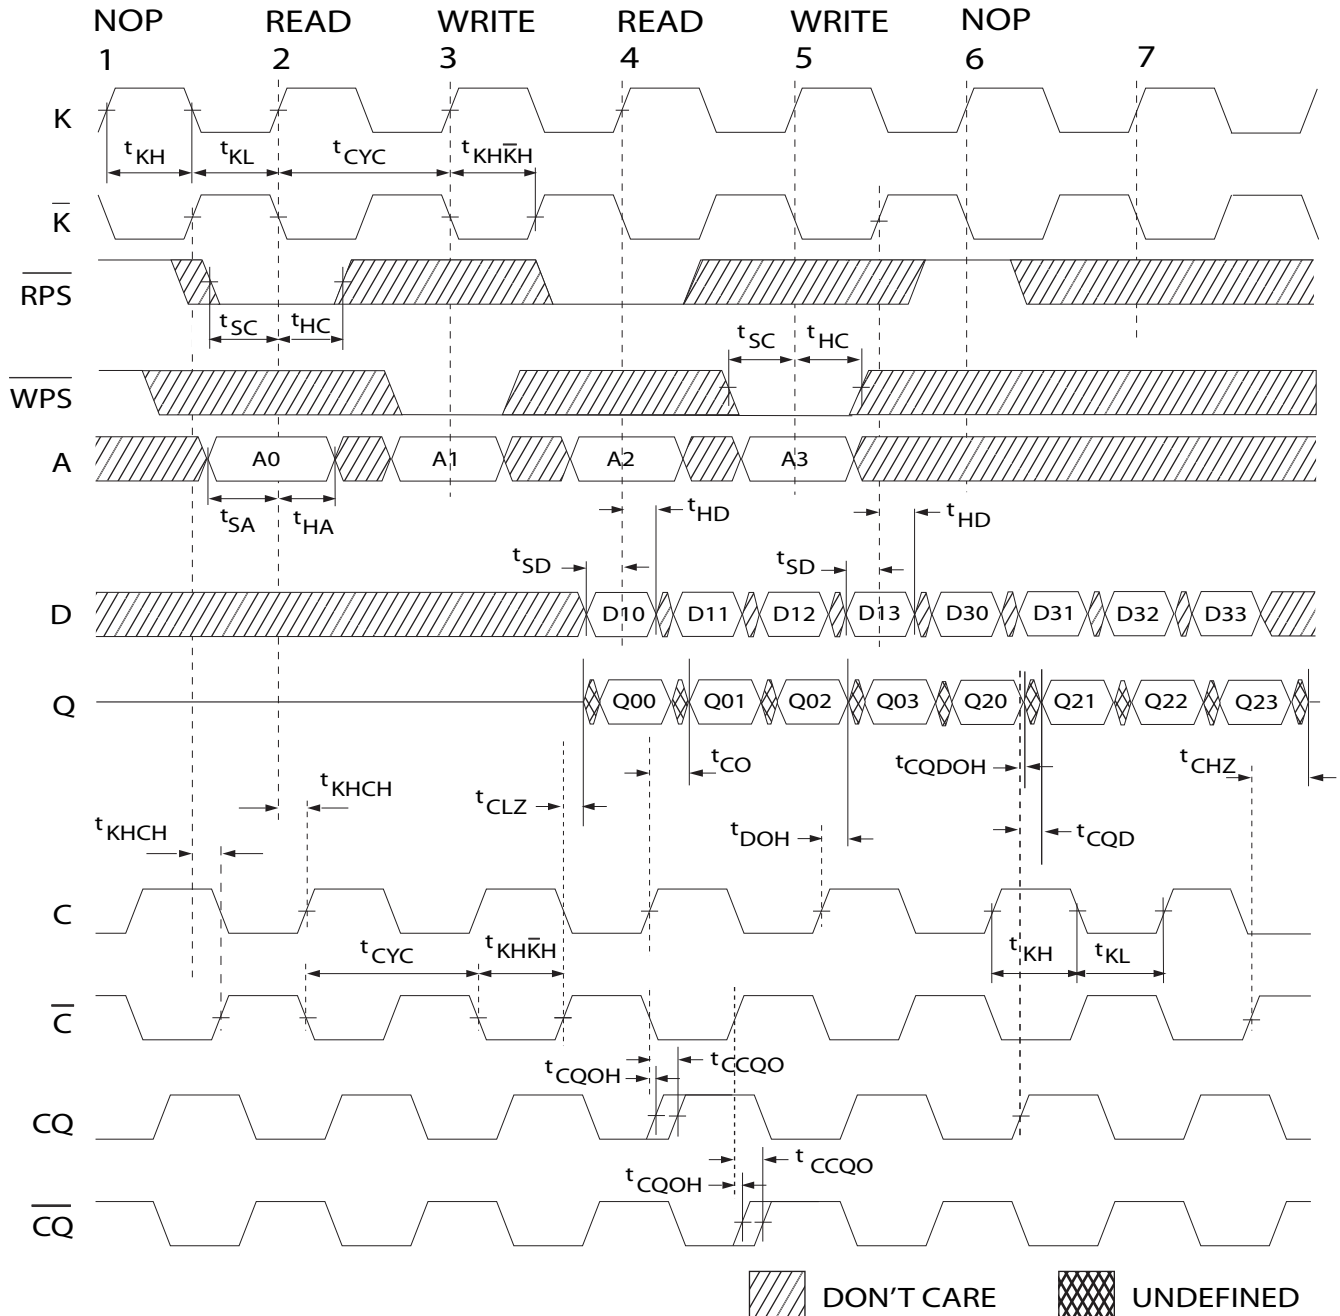 NOP READ WRITE READ WRITE NOP
1 2 3 4 5 6 7
K
tKH tKL tCYC tKHK̅H
K̅
R̅P̅S̅
tSC tHC
tSC tHC
W̅P̅S̅
A A0 A1 A2 A3
tSA tHA
tHD tHD
tSD tSD
D D10 D11 D12 D13 D30 D31 D32 D33
Q Q00 Q01 Q02 Q03 Q20 Q21 Q22 Q23
tCO tCQDOH tCHZ
tKHCH tCLZ
tKHCH tDOH tCQD
C
tCYC tKHK̅H tKH tKL
C̅
tCQOH tCCQO
CQ
tCQOH tCCQO
C̅Q̅
DON'T CARE UNDEFINED